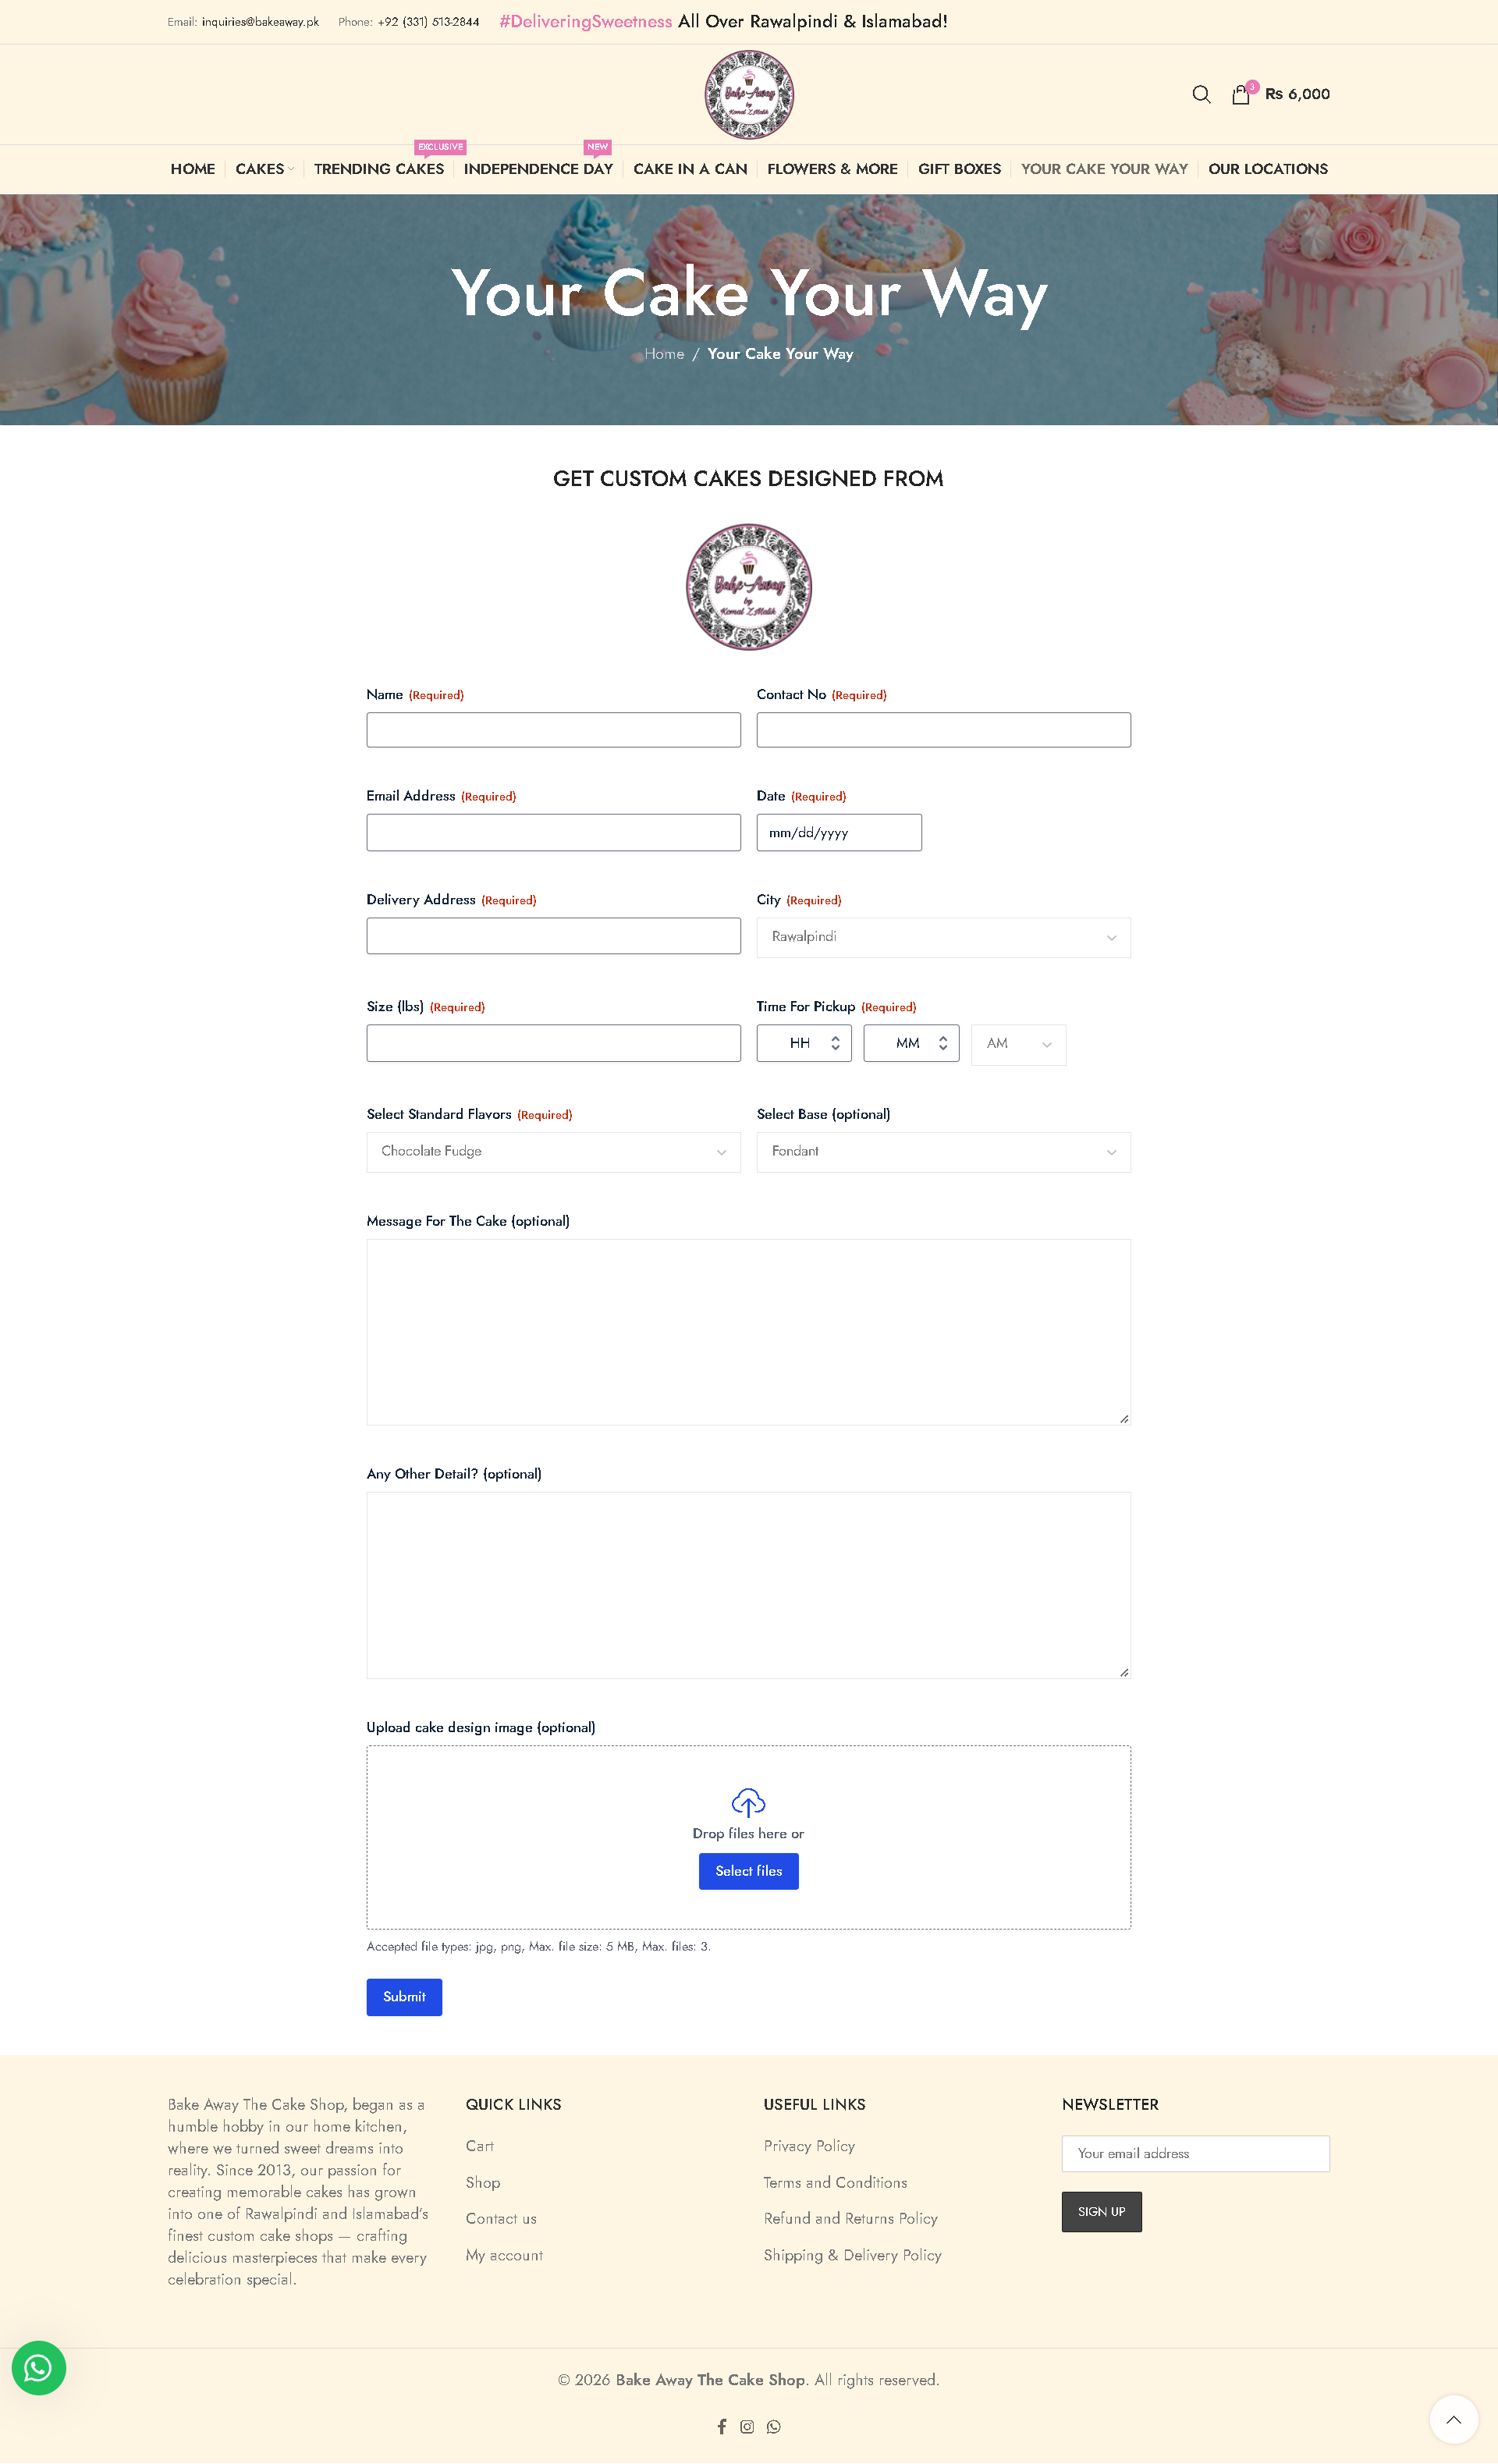 Email: inquiries@bakeaway.pk Phone: +92 (331) 513-2844 #DeliveringSweetness All Over Rawalpindi & Islamabad!
Bake Away
by
Komal Z Malik
3
₨ 6,000
EXCLUSIVE
NEW
HOME CAKES TRENDING CAKES INDEPENDENCE DAY CAKE IN A CAN FLOWERS & MORE GIFT BOXES YOUR CAKE YOUR WAY OUR LOCATIONS
Your Cake Your Way
Home / Your Cake Your Way
GET CUSTOM CAKES DESIGNED FROM
Bake Away
by
Komal Z Malik
Name (Required) Contact No (Required)
Email Address (Required) Date (Required)
mm/dd/yyyy
Delivery Address (Required) City (Required)
Rawalpindi
Size (lbs) (Required) Time For Pickup (Required)
HH MM AM
Select Standard Flavors (Required) Select Base (optional)
Chocolate Fudge Fondant
Message For The Cake (optional)
Any Other Detail? (optional)
Upload cake design image (optional)
Drop files here or
Select files
Accepted file types: jpg, png, Max. file size: 5 MB, Max. files: 3.
Submit
Bake Away The Cake Shop, began as a
humble hobby in our home kitchen,
where we turned sweet dreams into
reality. Since 2013, our passion for
creating memorable cakes has grown
into one of Rawalpindi and Islamabad's
finest custom cake shops — crafting
delicious masterpieces that make every
celebration special.
QUICK LINKS
Cart
Shop
Contact us
My account
USEFUL LINKS
Privacy Policy
Terms and Conditions
Refund and Returns Policy
Shipping & Delivery Policy
NEWSLETTER
Your email address
SIGN UP
© 2026 Bake Away The Cake Shop. All rights reserved.